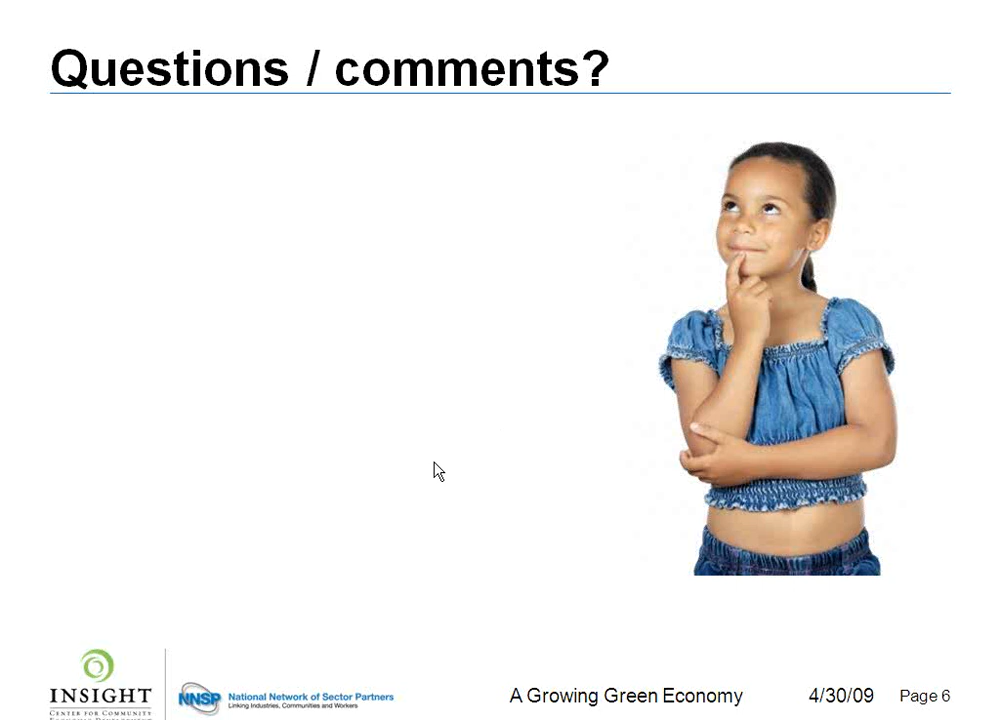 Questions / comments?
INSIGHT
CENTER FOR COMMUNITY
NNSP
National Network of Sector Partners
Linking Industries, Communities and Workers
A Growing Green Economy
4/30/09
Page 6